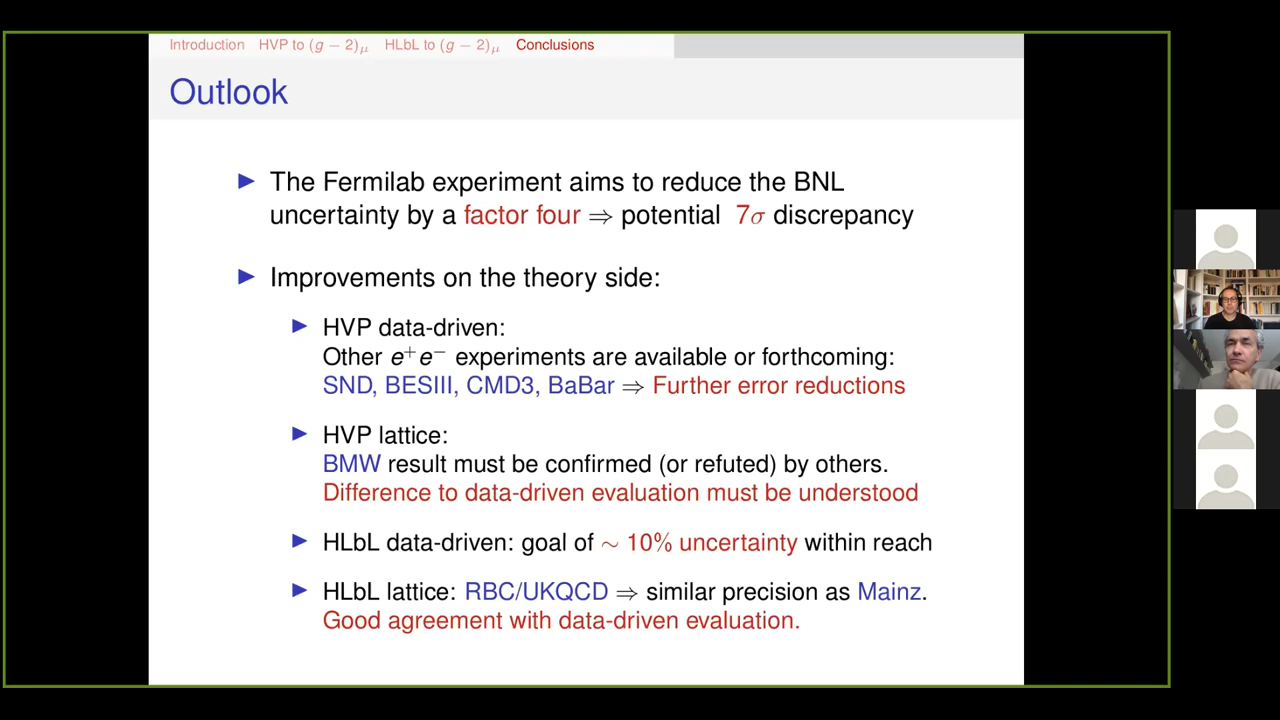 Introduction HVP to (g − 2)μ HLbL to (g − 2)μ Conclusions
Outlook
▶ The Fermilab experiment aims to reduce the BNL
uncertainty by a factor four ⇒ potential 7σ discrepancy
▶ Improvements on the theory side:
▶ HVP data-driven:
Other e⁺e⁻ experiments are available or forthcoming:
SND, BESIII, CMD3, BaBar ⇒ Further error reductions
▶ HVP lattice:
BMW result must be confirmed (or refuted) by others.
Difference to data-driven evaluation must be understood
▶ HLbL data-driven: goal of ∼ 10% uncertainty within reach
▶ HLbL lattice: RBC/UKQCD ⇒ similar precision as Mainz.
Good agreement with data-driven evaluation.